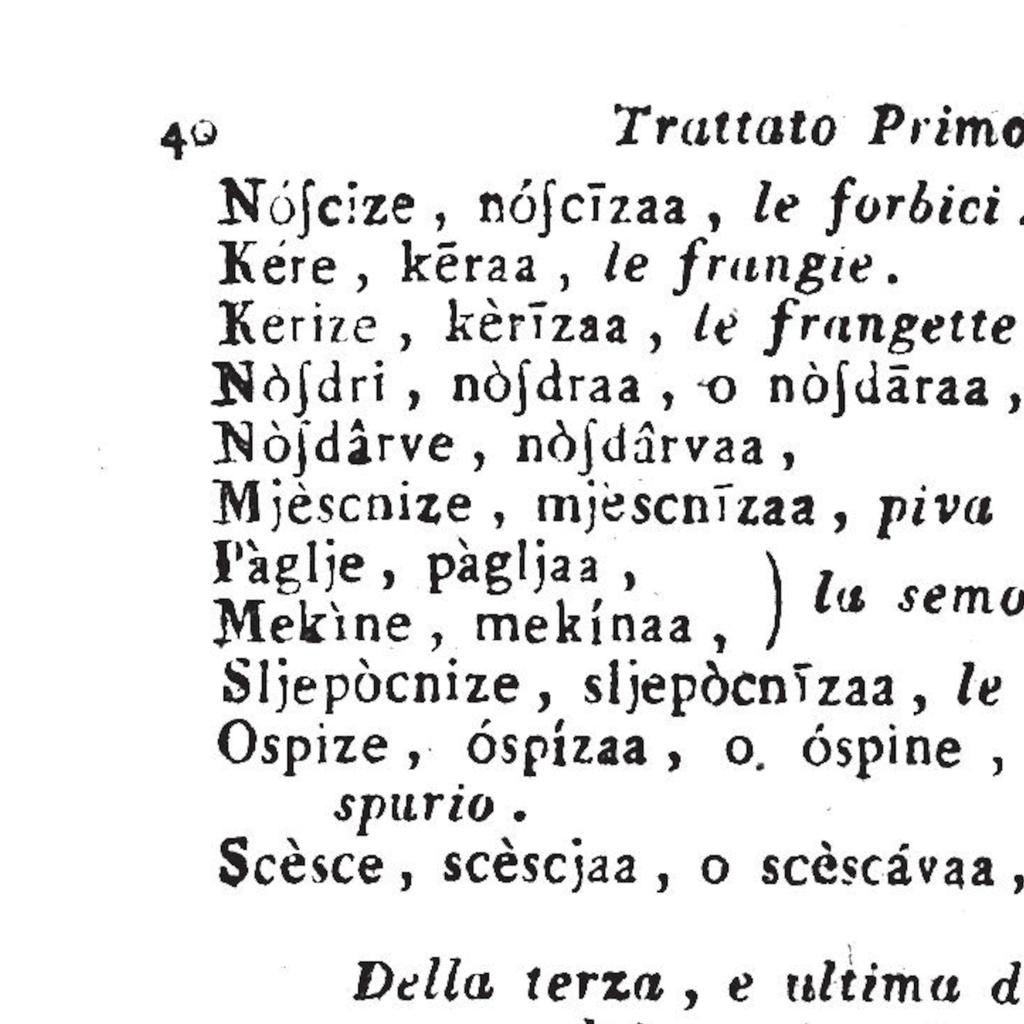 40 Trattato Primo
Nóſcize, nóſcīzaa, le forbici.
Kére, kēraa, le frangie.
Kerize, kèrīzaa, le frangette
Nòſdri, nòſdraa, o nòſdāraa,
Nòſdârve, nòſdârvaa,
Mjèscnize, mjèscnīzaa, piva
Pàglje, pàgljaa,
Mekìne, mekínaa, ) la semo
Sljepòcnize, sljepòcnīzaa, le
Ospize, óspízaa, o. óspine,
spurio.
Scèsce, scèscjaa, o scèscávaa,
Della terza, e ultima d